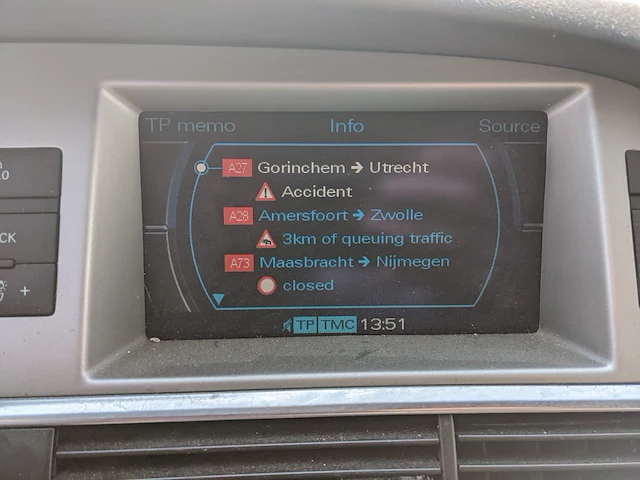 TP memo Info Source
A27 Gorinchem → Utrecht
Accident
A28 Amersfoort → Zwolle
3km of queuing traffic
A73 Maasbracht → Nijmegen
closed
TP TMC 13:51
+